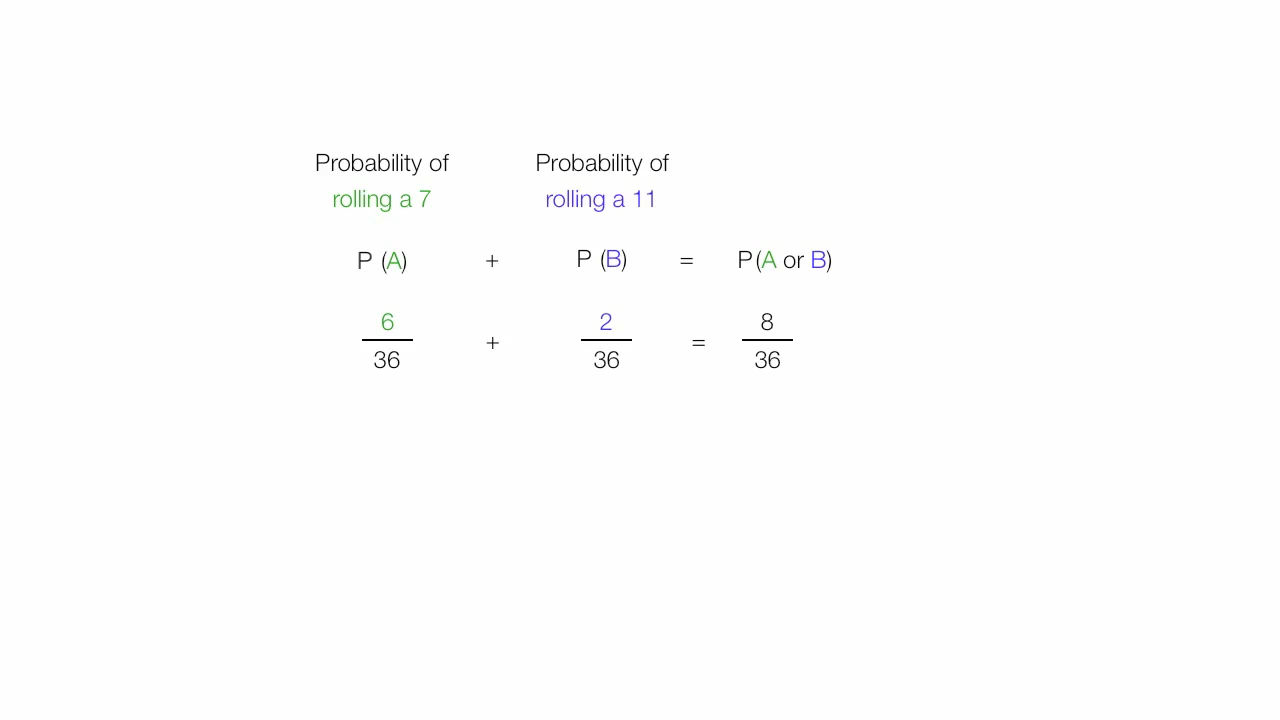 Probability of Probability of
rolling a 7 rolling a 11
P (A) + P (B) = P(A or B)
6 2 8
+ =
36 36 36